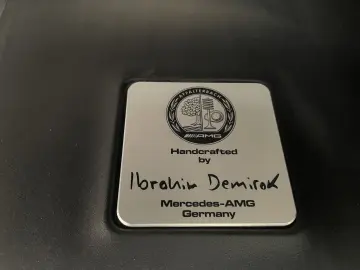 AFFALTERBACH
AMG
Handcrafted
by
Ibrahim Demirok
Mercedes-AMG
Germany